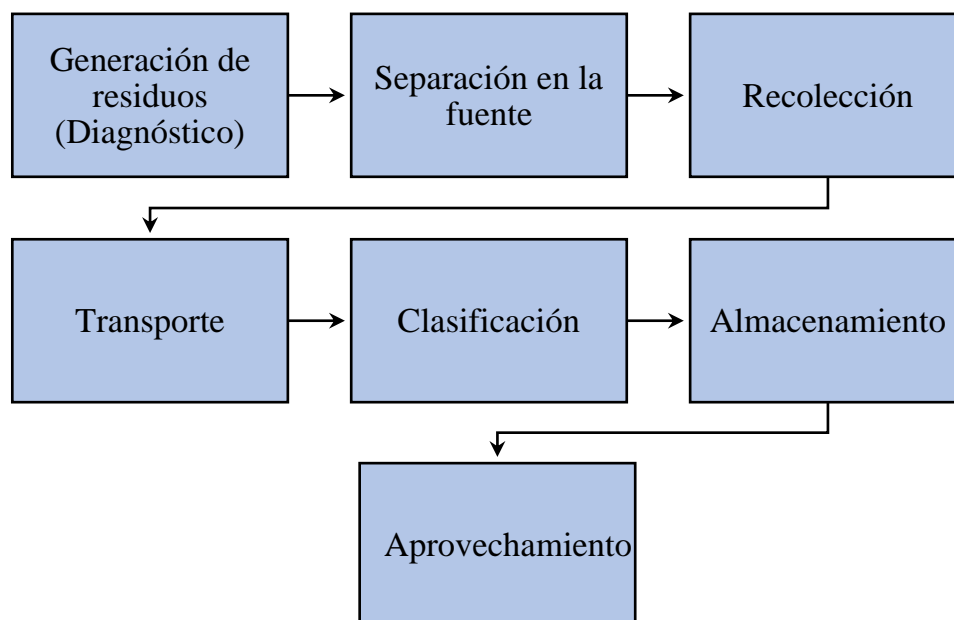 Generación de
residuos
(Diagnóstico)
Separación en la
fuente
Recolección
Transporte
Clasificación
Almacenamiento
Aprovechamiento